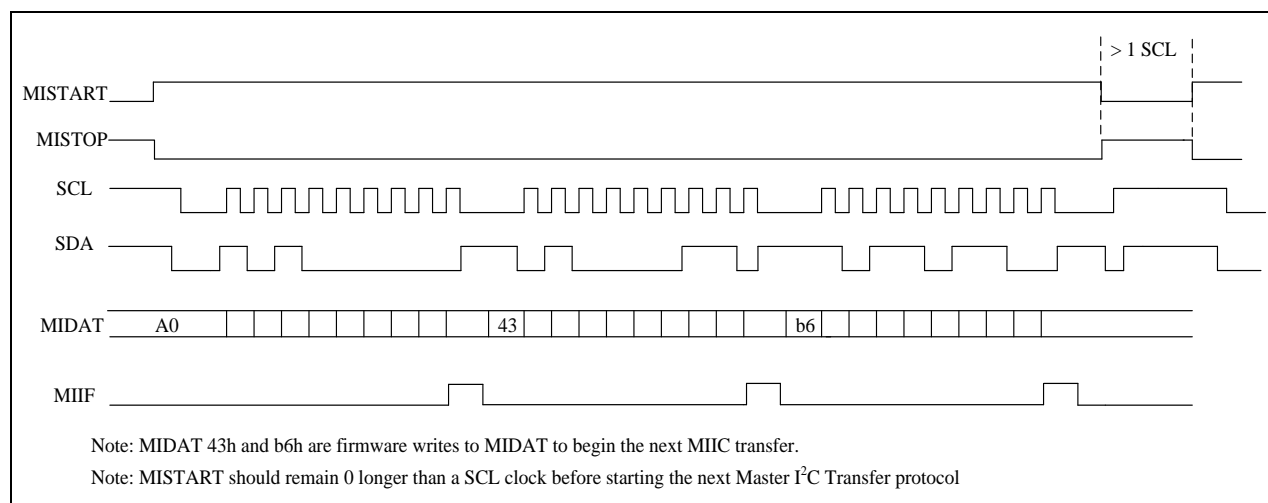 > 1 SCL
MISTART
MISTOP
SCL
SDA
MIDAT A0 43 b6
MIIF
Note: MIDAT 43h and b6h are firmware writes to MIDAT to begin the next MIIC transfer.
Note: MISTART should remain 0 longer than a SCL clock before starting the next Master I²C Transfer protocol